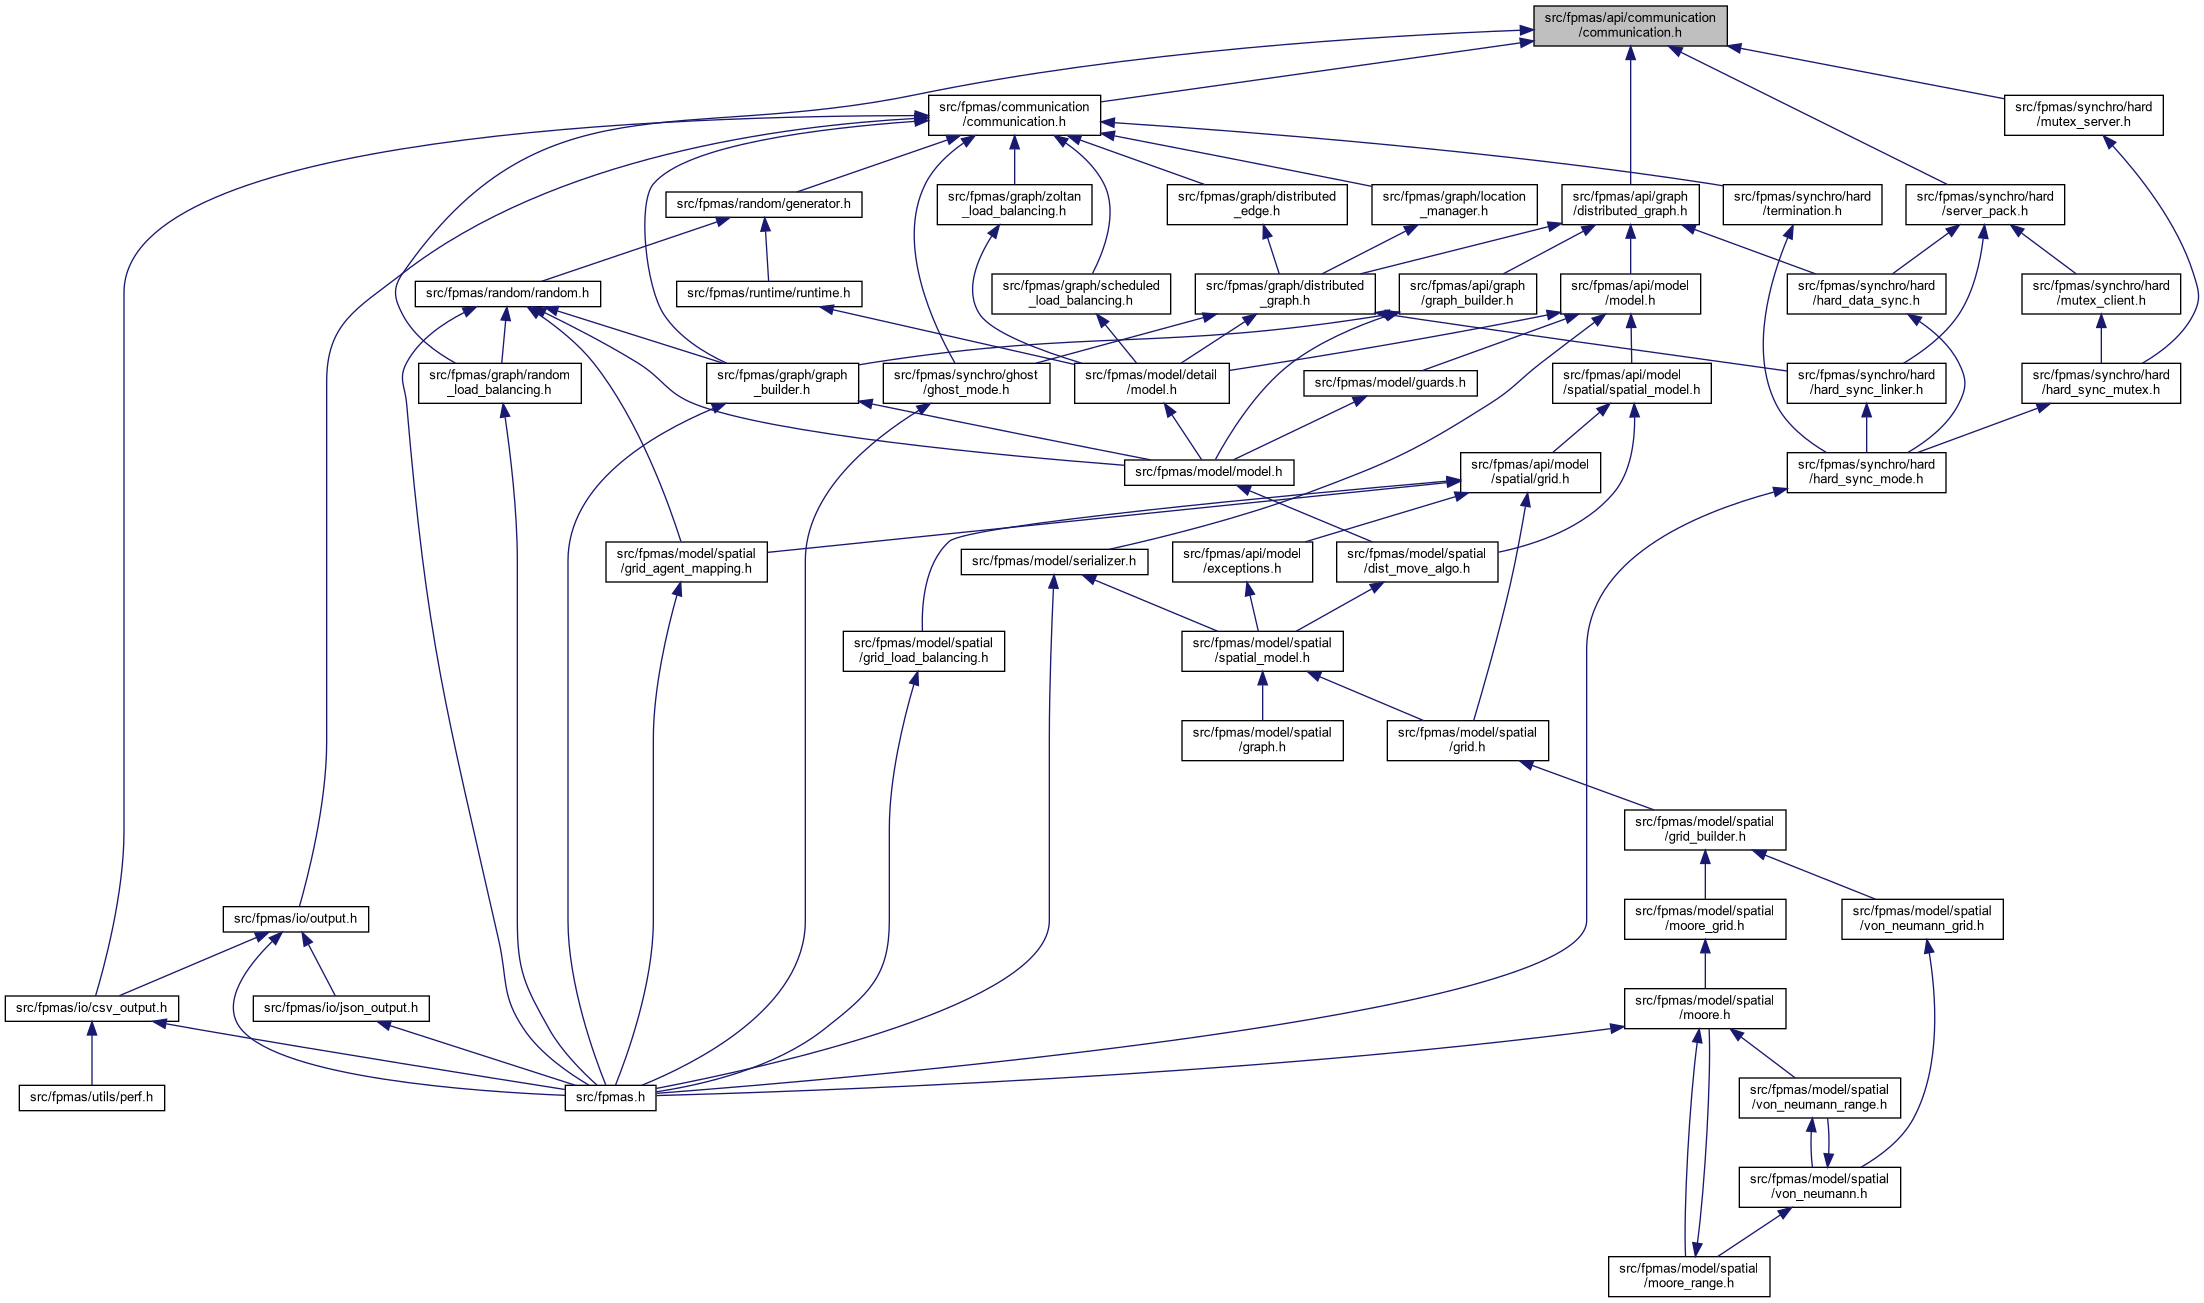 src/fpmas/api/communication
/communication.h
src/fpmas/communication
/communication.h
src/fpmas/synchro/hard
/mutex_server.h
src/fpmas/random/generator.h
src/fpmas/graph/zoltan
_load_balancing.h
src/fpmas/graph/distributed
_edge.h
src/fpmas/graph/location
_manager.h
src/fpmas/api/graph
/distributed_graph.h
src/fpmas/synchro/hard
/termination.h
src/fpmas/synchro/hard
/server_pack.h
src/fpmas/random/random.h
src/fpmas/runtime/runtime.h
src/fpmas/graph/scheduled
_load_balancing.h
src/fpmas/graph/distributed
_graph.h
src/fpmas/api/graph
/graph_builder.h
src/fpmas/api/model
/model.h
src/fpmas/synchro/hard
/hard_data_sync.h
src/fpmas/synchro/hard
/mutex_client.h
src/fpmas/graph/random
_load_balancing.h
src/fpmas/graph/graph
_builder.h
src/fpmas/synchro/ghost
/ghost_mode.h
src/fpmas/model/detail
/model.h
src/fpmas/model/guards.h
src/fpmas/api/model
/spatial/spatial_model.h
src/fpmas/synchro/hard
/hard_sync_linker.h
src/fpmas/synchro/hard
/hard_sync_mutex.h
src/fpmas/model/model.h
src/fpmas/api/model
/spatial/grid.h
src/fpmas/synchro/hard
/hard_sync_mode.h
src/fpmas/model/spatial
/grid_agent_mapping.h
src/fpmas/model/serializer.h
src/fpmas/api/model
/exceptions.h
src/fpmas/model/spatial
/dist_move_algo.h
src/fpmas/model/spatial
/grid_load_balancing.h
src/fpmas/model/spatial
/spatial_model.h
src/fpmas/model/spatial
/graph.h
src/fpmas/model/spatial
/grid.h
src/fpmas/model/spatial
/grid_builder.h
src/fpmas/io/output.h
src/fpmas/model/spatial
/moore_grid.h
src/fpmas/model/spatial
/von_neumann_grid.h
src/fpmas/io/csv_output.h
src/fpmas/io/json_output.h
src/fpmas/model/spatial
/moore.h
src/fpmas/utils/perf.h
src/fpmas.h
src/fpmas/model/spatial
/von_neumann_range.h
src/fpmas/model/spatial
/von_neumann.h
src/fpmas/model/spatial
/moore_range.h